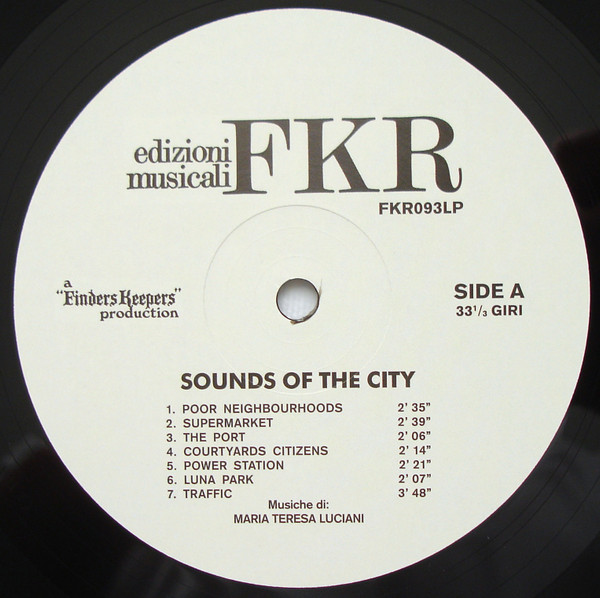 edizioni
musicali
FKR
FKR093LP
a
"Finders Keepers"
production
SIDE A
33 1/3 GIRI
SOUNDS OF THE CITY
1. POOR NEIGHBOURHOODS 2' 35"
2. SUPERMARKET 2' 39"
3. THE PORT 2' 06"
4. COURTYARDS CITIZENS 2' 14"
5. POWER STATION 2' 21"
6. LUNA PARK 2' 07"
7. TRAFFIC 3' 48"
Musiche di:
MARIA TERESA LUCIANI